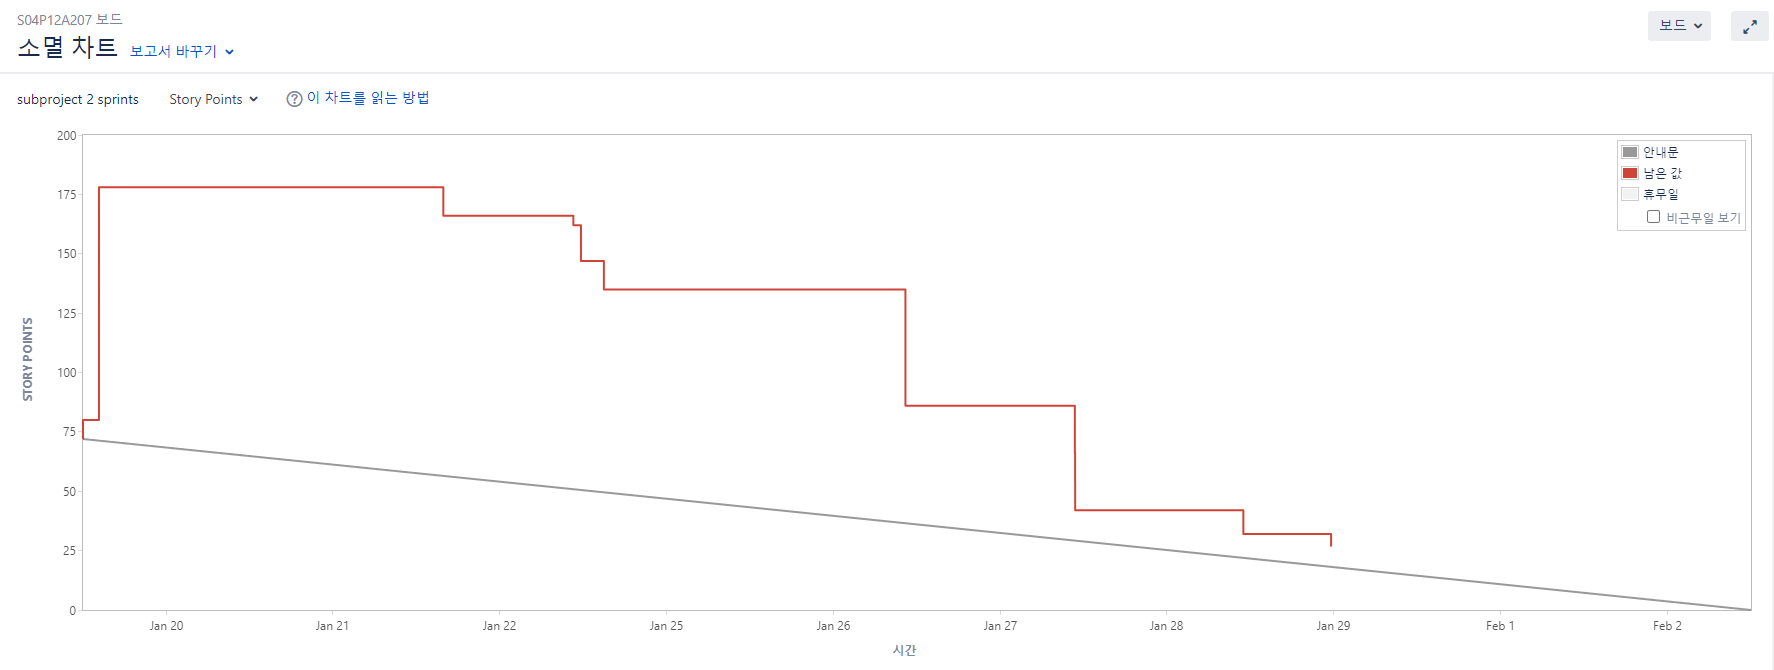 S04P12A207 보드
소멸 차트 보고서 바꾸기
보드
subproject 2 sprints Story Points ? 이 차트를 읽는 방법
안내문
남은 값
휴무일
비근무일 보기
STORY POINTS
200
175
150
125
100
75
50
25
0
Jan 20 Jan 21 Jan 22 Jan 25 Jan 26 Jan 27 Jan 28 Jan 29 Feb 1 Feb 2
시간